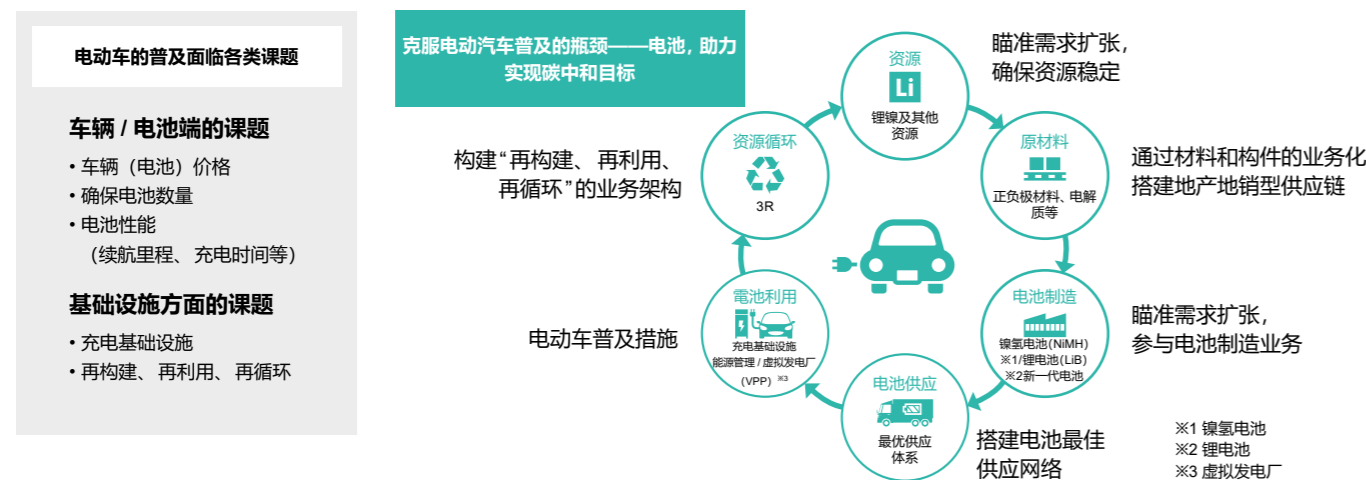 电动车的普及面临各类课题
车辆 / 电池端的课题
• 车辆（电池）价格
• 确保电池数量
• 电池性能
（续航里程、充电时间等）
基础设施方面的课题
• 充电基础设施
• 再构建、再利用、再循环
克服电动汽车普及的瓶颈——电池，助力
实现碳中和目标
资源
Li
锂镍及其他
资源
瞄准需求扩张，
确保资源稳定
原材料
正负极材料、电解
质等
通过材料和构件的业务化
搭建地产地销型供应链
电池制造
镍氢电池(NiMH)
※1/锂电池(LiB)
※2新一代电池
瞄准需求扩张，
参与电池制造业务
电池供应
最优供应
体系
搭建电池最佳
供应网络
電池利用
充电基础设施
能源管理 / 虚拟发电厂
(VPP) ※3
电动车普及措施
资源循环
3R
构建“再构建、再利用、
再循环”的业务架构
※1 镍氢电池
※2 锂电池
※3 虚拟发电厂